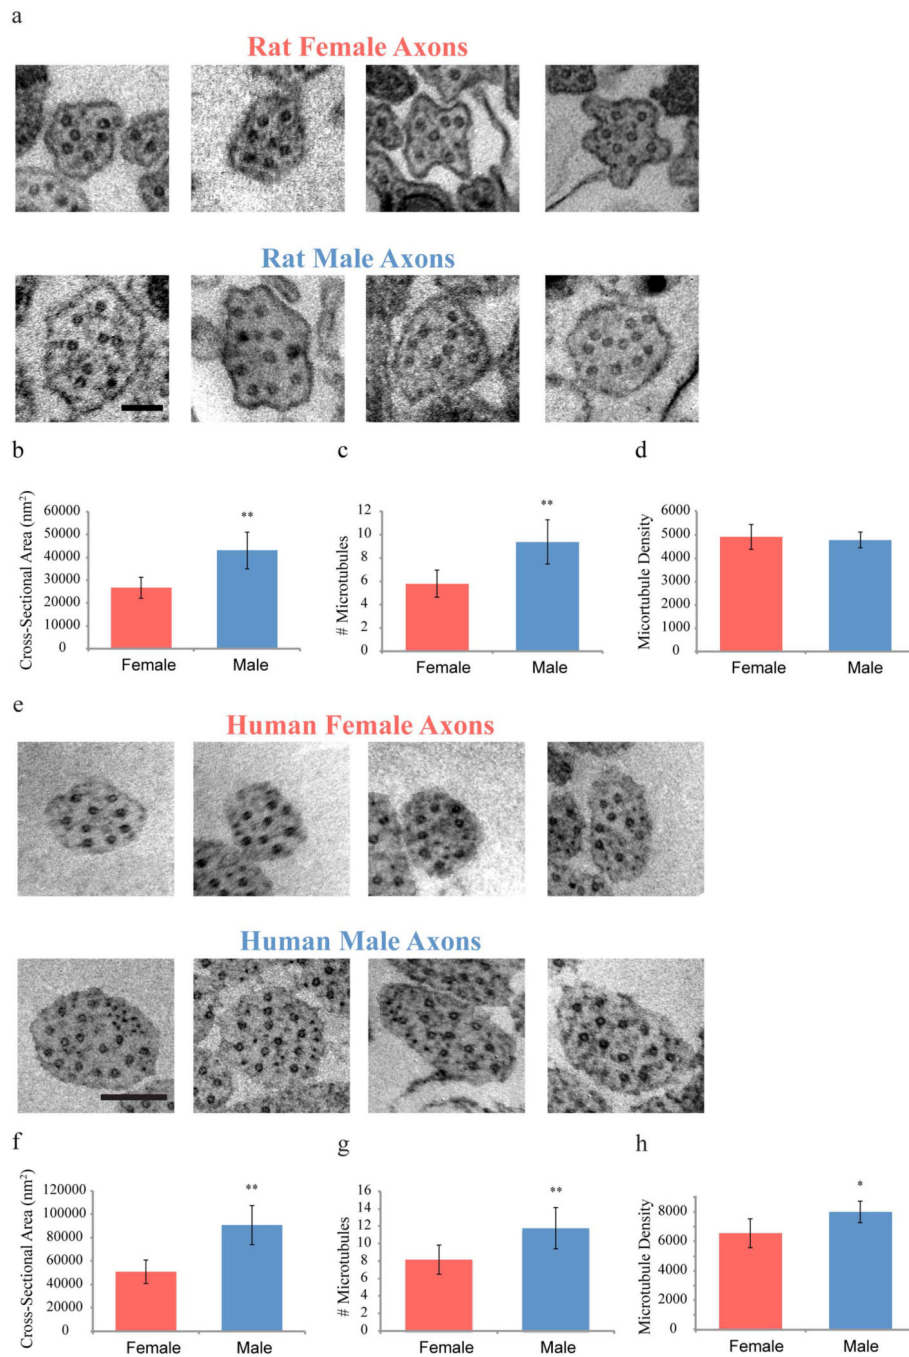 a
Rat Female Axons
Rat Male Axons
b
c
d
Cross-Sectional Area (nm²)
60000
50000
40000
30000
20000
10000
0
**
Female
Male
# Microtubules
12
10
8
6
4
2
0
**
Female
Male
Micortubule Density
6000
5000
4000
3000
2000
1000
0
Female
Male
e
Human Female Axons
Human Male Axons
f
g
h
Cross-Sectional Area (nm²)
120000
100000
80000
60000
40000
20000
0
**
Female
Male
# Microtubules
16
14
12
10
8
6
4
2
0
**
Female
Male
Microtubule Density
8000
6000
4000
2000
0
*
Female
Male